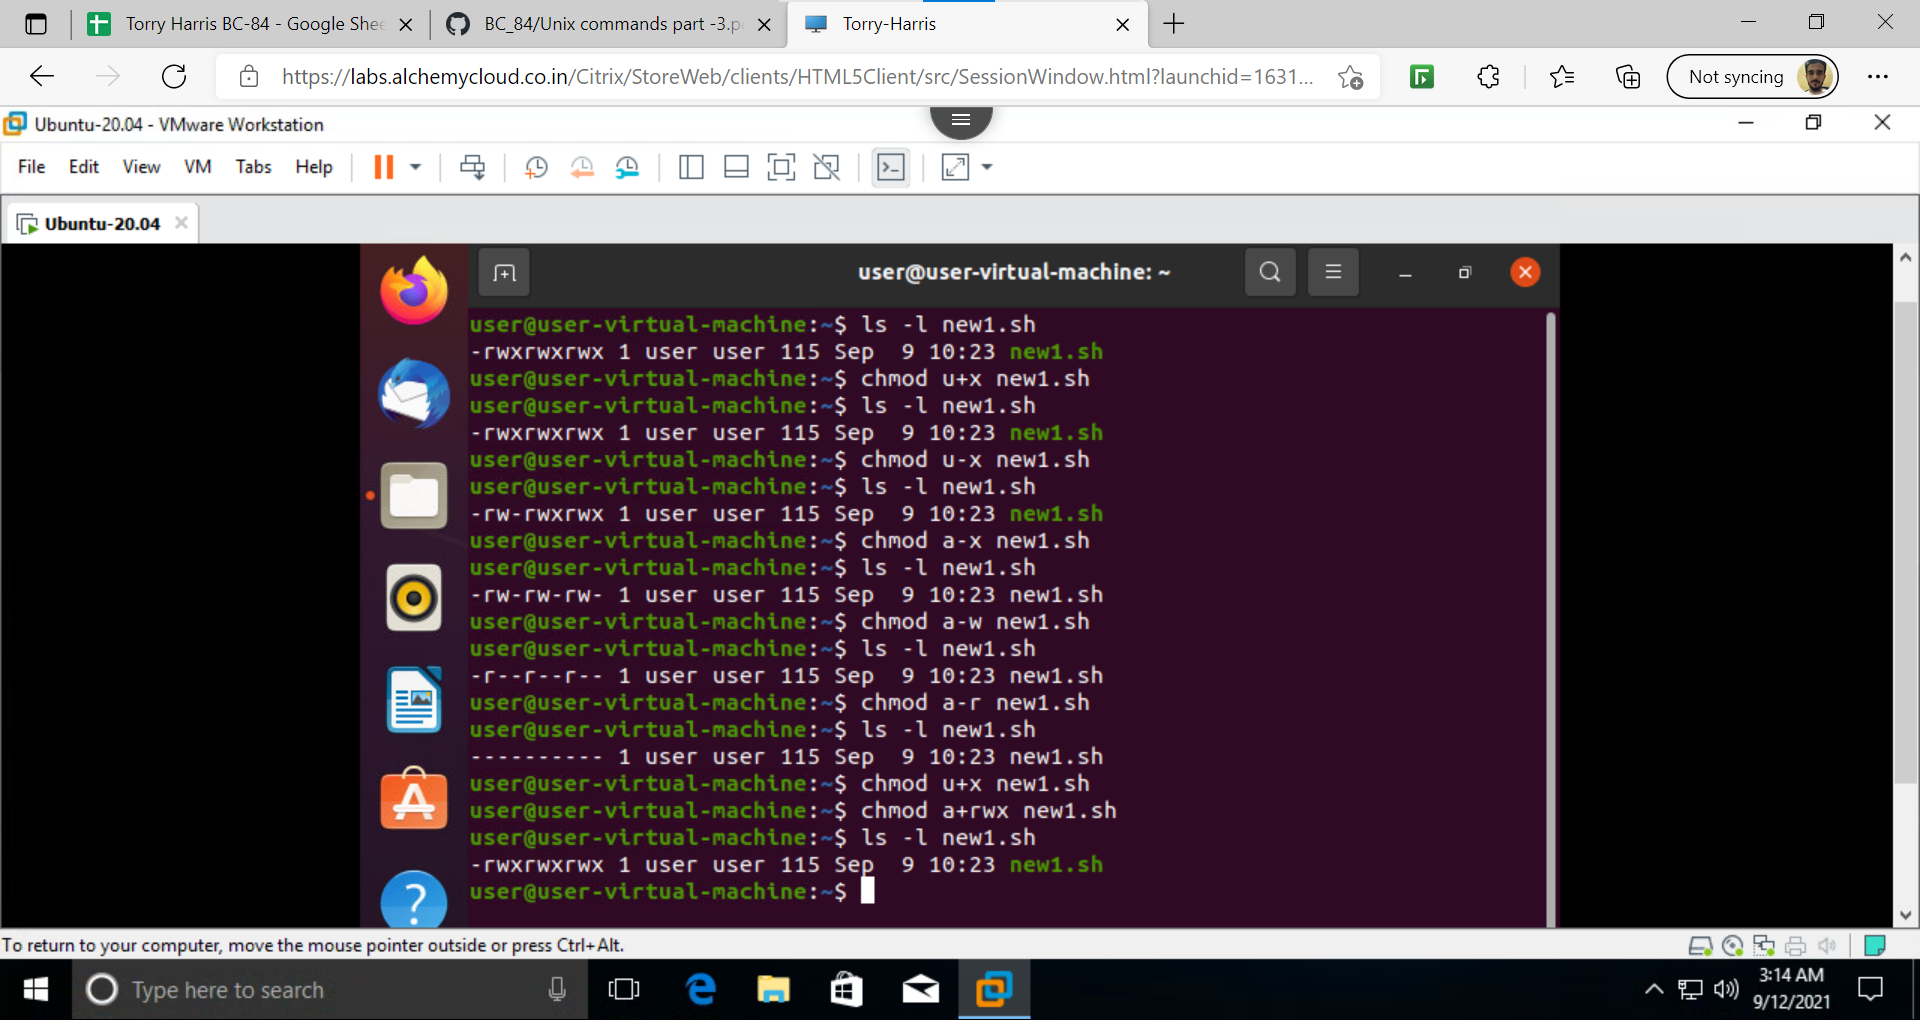 Torry Harris BC-84 - Google Shee
BC_84/Unix commands part -3.p
Torry-Harris
https://labs.alchemycloud.co.in/Citrix/StoreWeb/clients/HTML5Client/src/SessionWindow.html?launchid=1631...
Not syncing
Ubuntu-20.04 - VMware Workstation
File Edit View VM Tabs Help
Ubuntu-20.04
user@user-virtual-machine: ~
user@user-virtual-machine:~$ ls -l new1.sh
-rwxrwxrwx 1 user user 115 Sep  9 10:23 new1.sh
user@user-virtual-machine:~$ chmod u+x new1.sh
user@user-virtual-machine:~$ ls -l new1.sh
-rwxrwxrwx 1 user user 115 Sep  9 10:23 new1.sh
user@user-virtual-machine:~$ chmod u-x new1.sh
user@user-virtual-machine:~$ ls -l new1.sh
-rw-rwxrwx 1 user user 115 Sep  9 10:23 new1.sh
user@user-virtual-machine:~$ chmod a-x new1.sh
user@user-virtual-machine:~$ ls -l new1.sh
-rw-rw-rw- 1 user user 115 Sep  9 10:23 new1.sh
user@user-virtual-machine:~$ chmod a-w new1.sh
user@user-virtual-machine:~$ ls -l new1.sh
-r--r--r-- 1 user user 115 Sep  9 10:23 new1.sh
user@user-virtual-machine:~$ chmod a-r new1.sh
user@user-virtual-machine:~$ ls -l new1.sh
---------- 1 user user 115 Sep  9 10:23 new1.sh
user@user-virtual-machine:~$ chmod u+x new1.sh
user@user-virtual-machine:~$ chmod a+rwx new1.sh
user@user-virtual-machine:~$ ls -l new1.sh
-rwxrwxrwx 1 user user 115 Sep  9 10:23 new1.sh
user@user-virtual-machine:~$
To return to your computer, move the mouse pointer outside or press Ctrl+Alt.
Type here to search
3:14 AM
9/12/2021